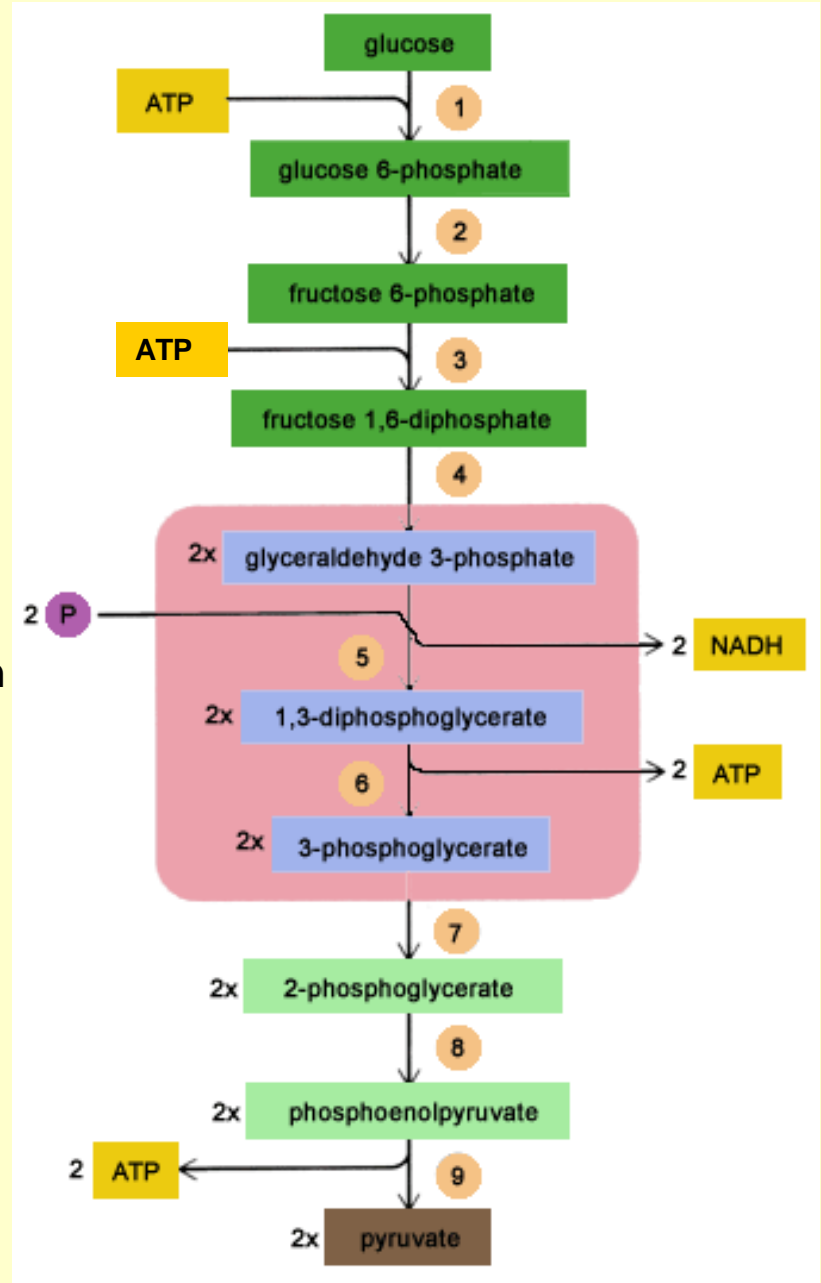 glucose
ATP
1
glucose 6-phosphate
2
fructose 6-phosphate
ATP
3
fructose 1,6-diphosphate
4
2x glyceraldehyde 3-phosphate
2 P
2 NADH
5
2x 1,3-diphosphoglycerate
2 ATP
6
2x 3-phosphoglycerate
7
2x 2-phosphoglycerate
8
2x phosphoenolpyruvate
2 ATP
9
2x pyruvate